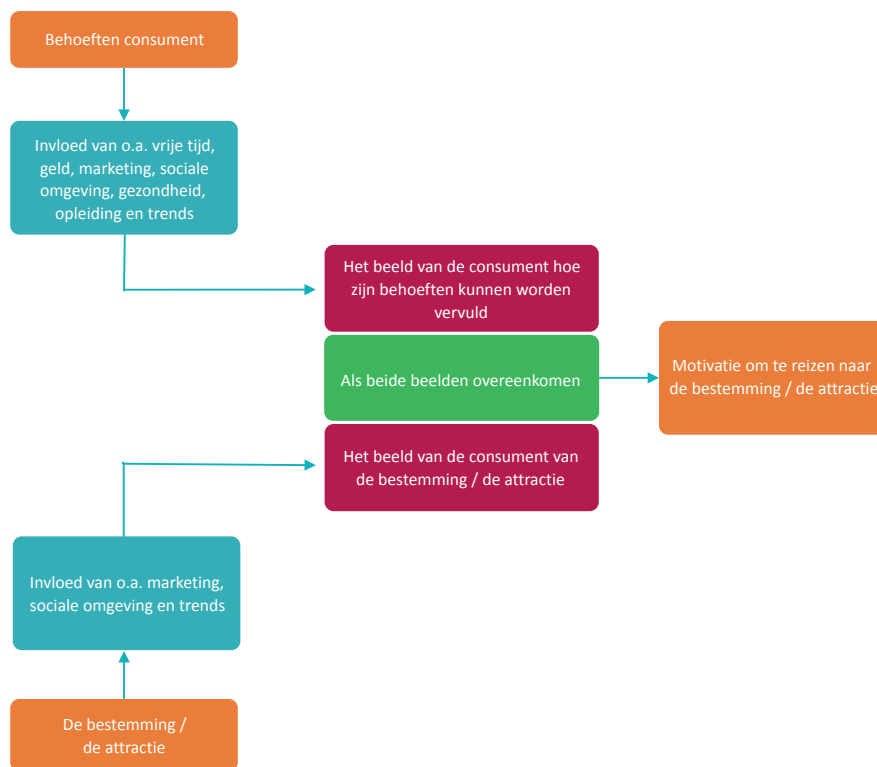 Behoeften consument
Invloed van o.a. vrije tijd,
geld, marketing, sociale
omgeving, gezondheid,
opleiding en trends
Het beeld van de consument hoe
zijn behoeften kunnen worden
vervuld
Als beide beelden overeenkomen
Motivatie om te reizen naar
de bestemming / de attractie
Het beeld van de consument van
de bestemming / de attractie
Invloed van o.a. marketing,
sociale omgeving en trends
De bestemming /
de attractie